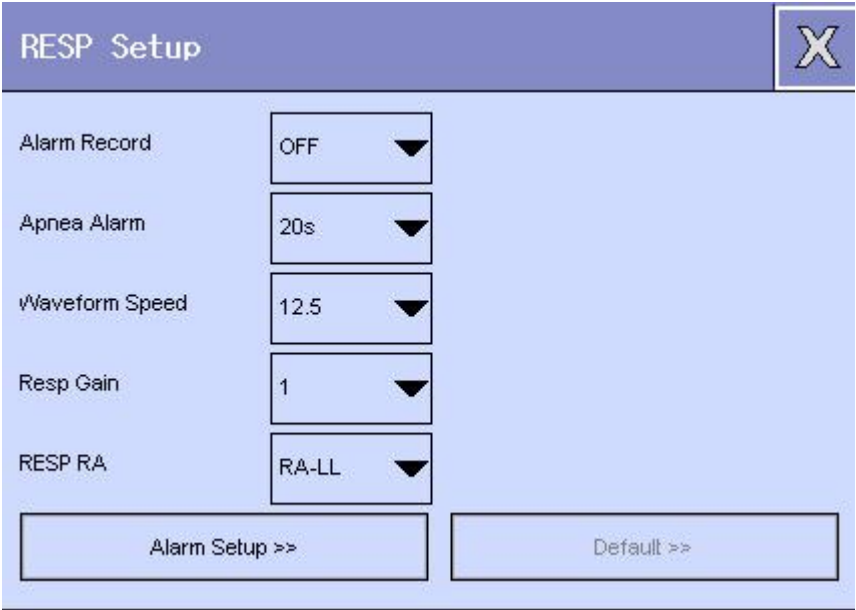 RESP Setup X
Alarm Record OFF
Apnea Alarm 20s
Waveform Speed 12.5
Resp Gain 1
RESP RA RA-LL
Alarm Setup >> Default >>